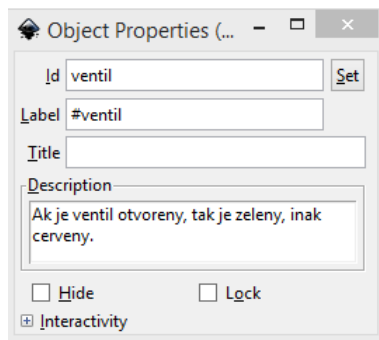 Object Properties (...
Id ventil Set
Label #ventil
Title
Description
Ak je ventil otvoreny, tak je zeleny, inak
cerveny.
Hide Lock
Interactivity